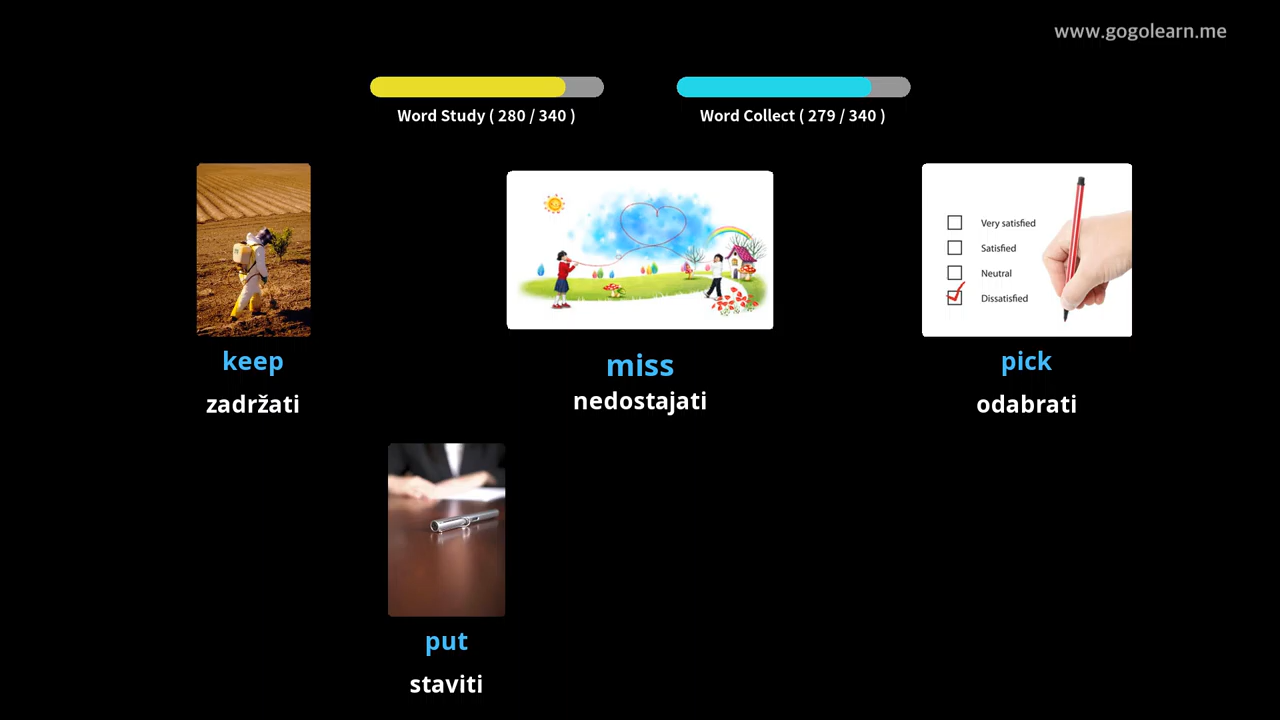 www.gogolearn.me
Word Study ( 280 / 340 )
Word Collect ( 279 / 340 )
Very satisfied
Satisfied
Neutral
Dissatisfied
keep
miss
pick
zadržati
nedostajati
odabrati
put
staviti